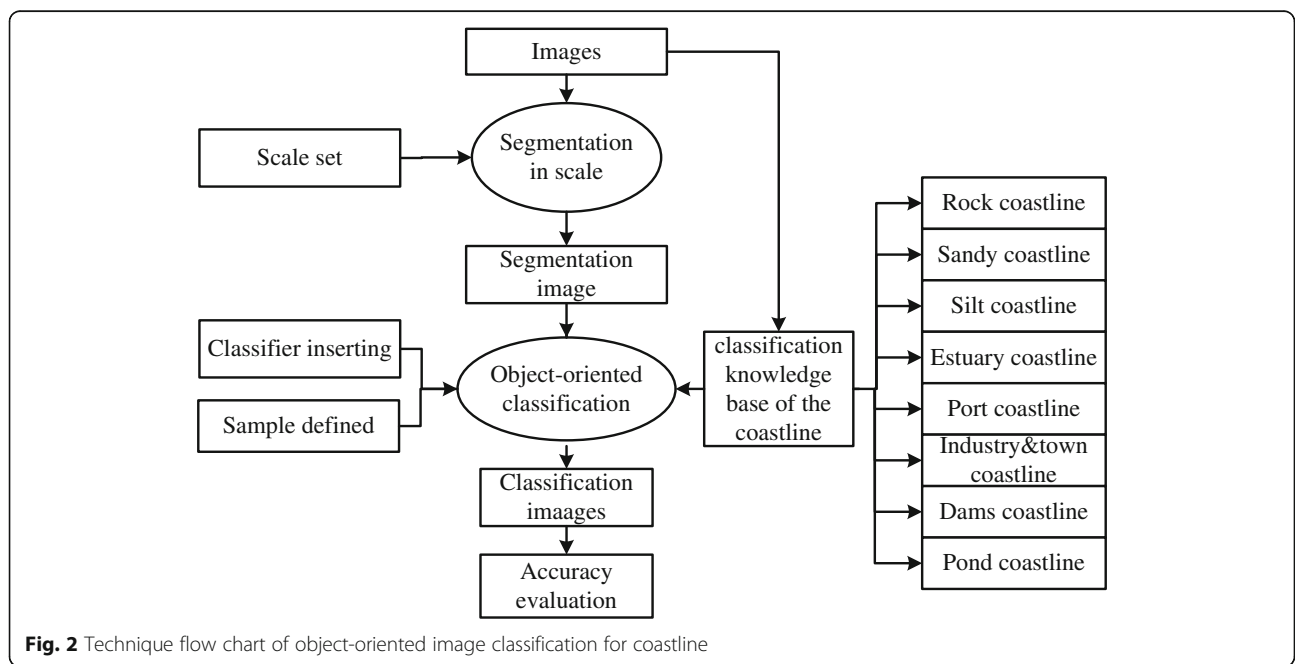 Images
Scale set
Segmentation
in scale
Segmentation
image
Classifier inserting
Sample defined
Object-oriented
classification
classification
knowledge
base of the
coastline
Rock coastline
Sandy coastline
Silt coastline
Estuary coastline
Port coastline
Industry&town
coastline
Dams coastline
Pond coastline
Classification
imaages
Accuracy
evaluation
Fig. 2 Technique flow chart of object-oriented image classification for coastline